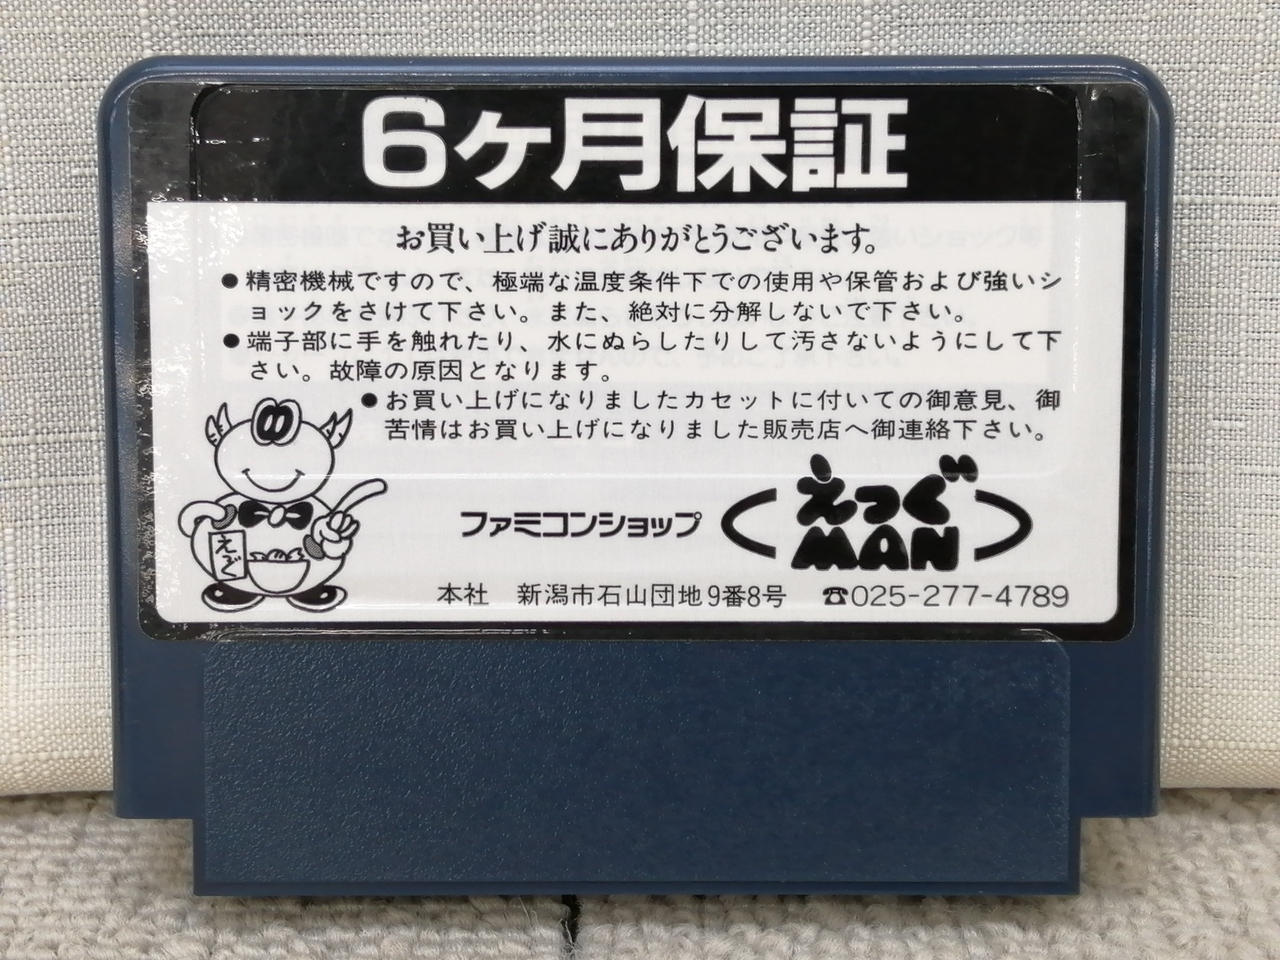 6ヶ月保証
お買い上げ誠にありがとうございます。
●精密機械ですので、極端な温度条件下での使用や保管および強いシ
ョックをさけて下さい。また、絶対に分解しないで下さい。
●端子部に手を触れたり、水にぬらしたりして汚さないようにして下
さい。故障の原因となります。
●お買い上げになりましたカセットに付いての御意見、御
苦情はお買い上げになりました販売店へ御連絡下さい。
えっぐ
ファミコンショップ
えっぐ
MAN
本社 新潟市石山団地9番8号 ☎025-277-4789